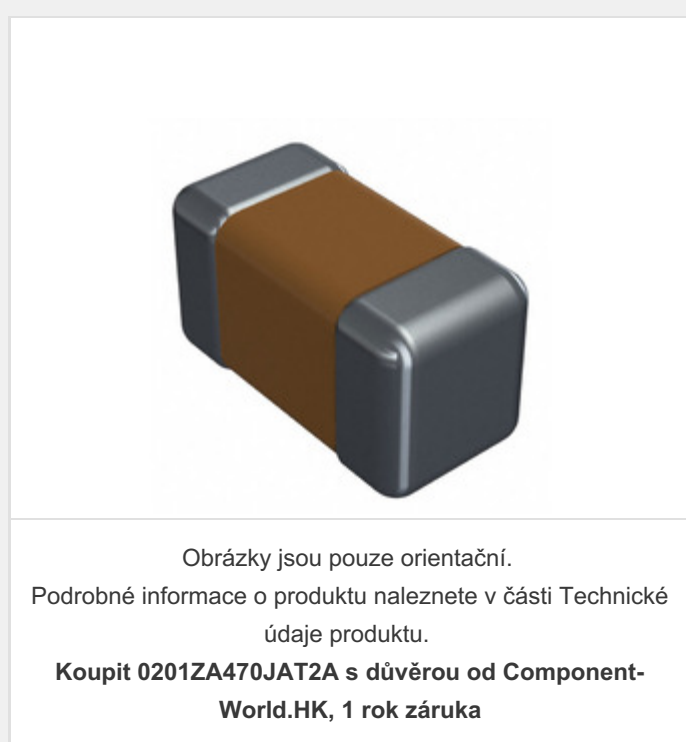 Obrázky jsou pouze orientační.
Podrobné informace o produktu naleznete v části Technické
údaje produktu.
Koupit 0201ZA470JAT2A s důvěrou od Component-
World.HK, 1 rok záruka